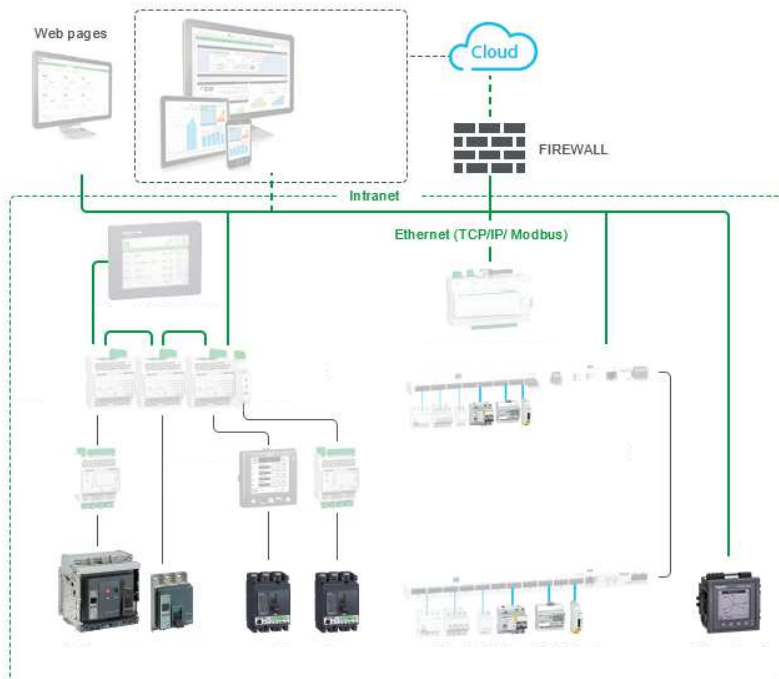 Web pages
Cloud
FIREWALL
Intranet
Ethernet (TCP/IP/ Modbus)